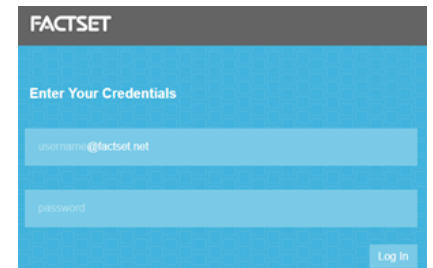 FACTSET
Enter Your Credentials
username@factset.net
password
Log In